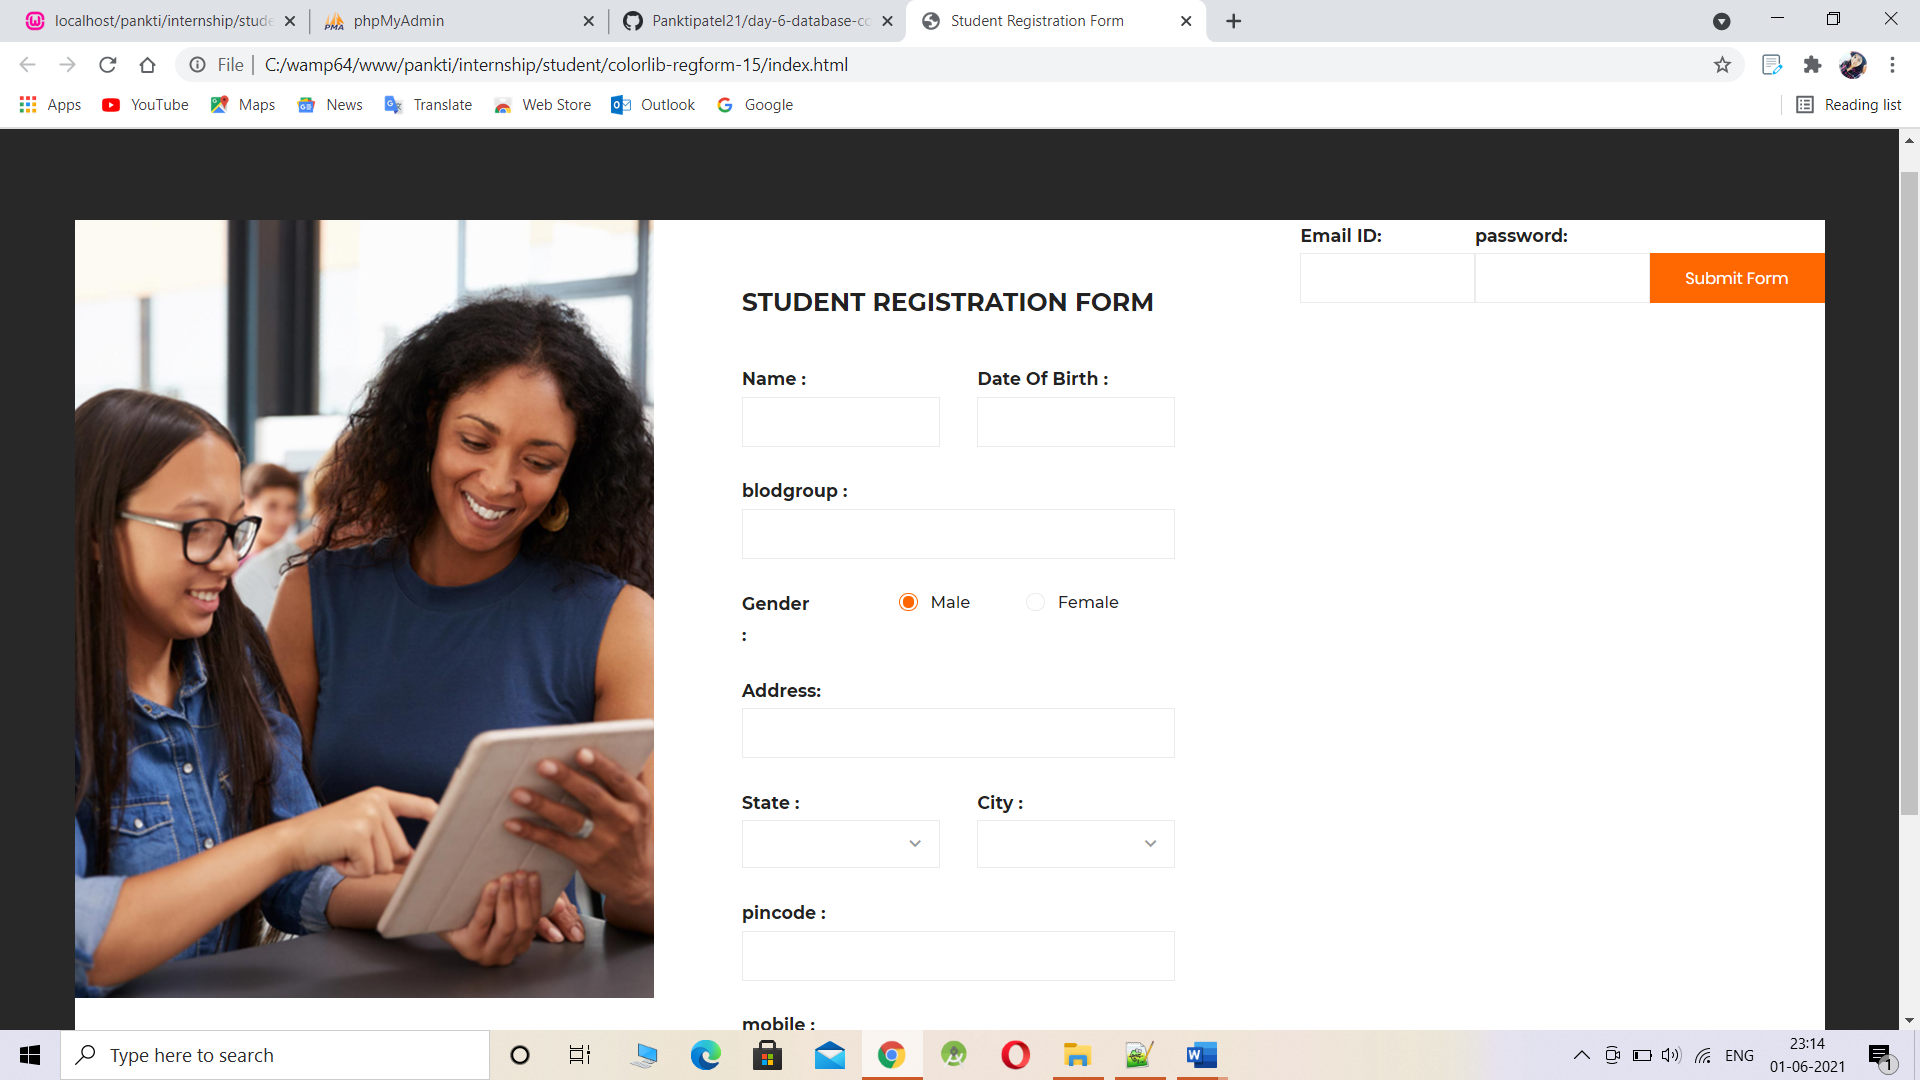 localhost/pankti/internship/stude
phpMyAdmin
Panktipatel21/day-6-database-co
Student Registration Form
File | C:/wamp64/www/pankti/internship/student/colorlib-regform-15/index.html
Apps
YouTube
Maps
News
Translate
Web Store
Outlook
Google
Reading list
Email ID:
password:
Submit Form
STUDENT REGISTRATION FORM
Name :
Date Of Birth :
blodgroup :
Gender
:
Male
Female
Address:
State :
City :
pincode :
mobile :
Type here to search
ENG
23:14
01-06-2021
1